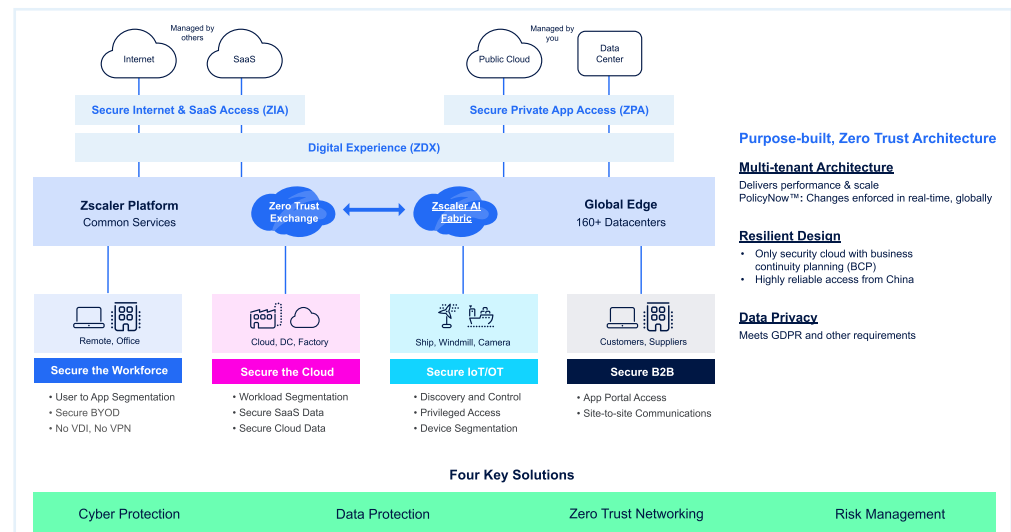 Managed by
others
Managed by
you
Internet
SaaS
Public Cloud
Data
Center
Secure Internet & SaaS Access (ZIA)
Secure Private App Access (ZPA)
Digital Experience (ZDX)
Zscaler Platform
Common Services
Zero Trust
Exchange
Zscaler AI
Fabric
Global Edge
160+ Datacenters
Remote, Office
Cloud, DC, Factory
Ship, Windmill, Camera
Customers, Suppliers
Secure the Workforce
Secure the Cloud
Secure IoT/OT
Secure B2B
• User to App Segmentation
• Secure BYOD
• No VDI, No VPN
• Workload Segmentation
• Secure SaaS Data
• Secure Cloud Data
• Discovery and Control
• Privileged Access
• Device Segmentation
• App Portal Access
• Site-to-site Communications
Purpose-built, Zero Trust Architecture
Multi-tenant Architecture
Delivers performance & scale
PolicyNow™: Changes enforced in real-time, globally
Resilient Design
• Only security cloud with business
continuity planning (BCP)
• Highly reliable access from China
Data Privacy
Meets GDPR and other requirements
Four Key Solutions
Cyber Protection
Data Protection
Zero Trust Networking
Risk Management